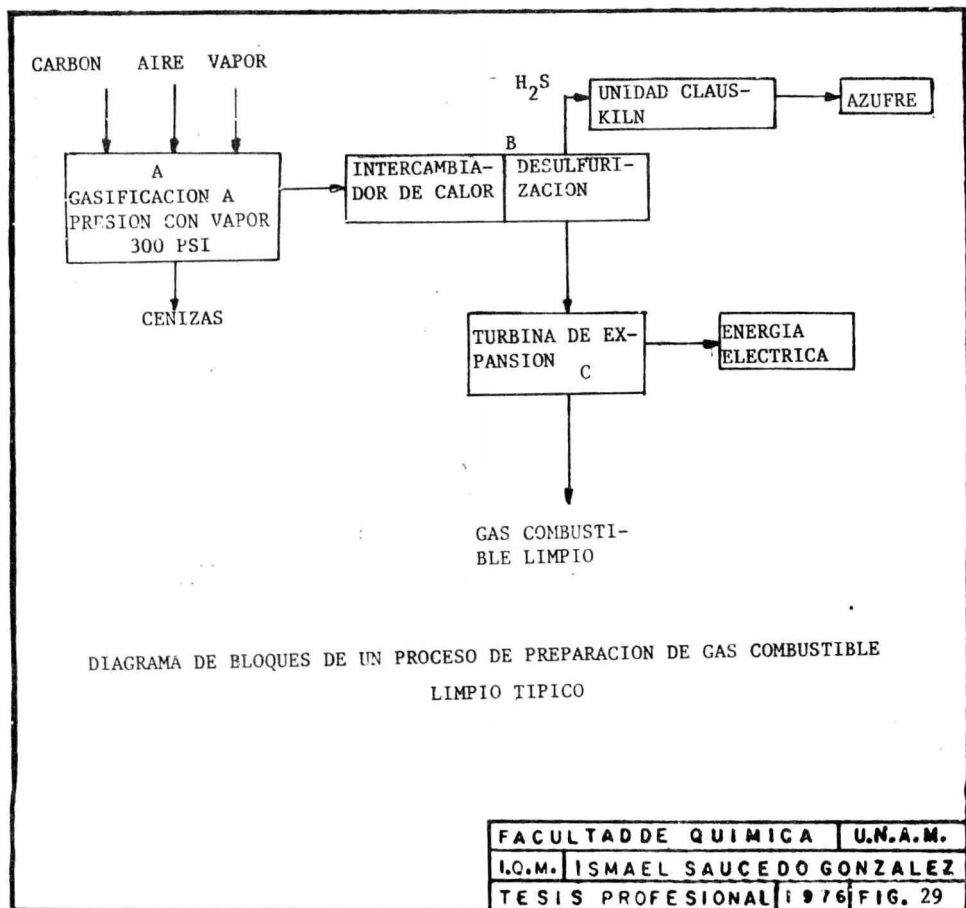 CARBON AIRE VAPOR
A
GASIFICACION A
PRESION CON VAPOR
300 PSI
CENIZAS
B
INTERCAMBIA-
DOR DE CALOR
DESULFURI-
ZACION
H2S
UNIDAD CLAUS-
KILN
AZUFRE
TURBINA DE EX-
PANSION C
ENERGIA
ELECTRICA
GAS COMBUSTI-
BLE LIMPIO
DIAGRAMA DE BLOQUES DE UN PROCESO DE PREPARACION DE GAS COMBUSTIBLE
LIMPIO TIPICO
FACULTAD DE QUIMICA U.N.A.M.
I.Q.M. ISMAEL SAUCEDO GONZALEZ
TESIS PROFESIONAL 1976 FIG. 29